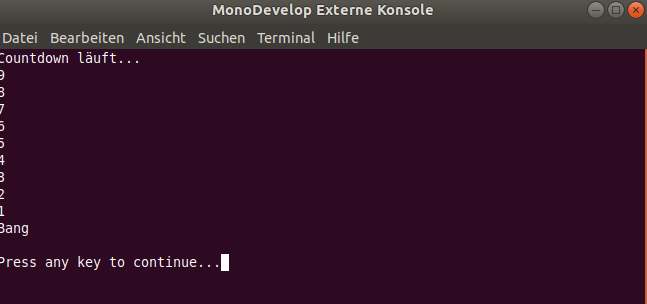 MonoDevelop Externe Konsole
Datei Bearbeiten Ansicht Suchen Terminal Hilfe
Countdown läuft...
9
8
7
6
5
4
3
2
1
Bang
Press any key to continue...